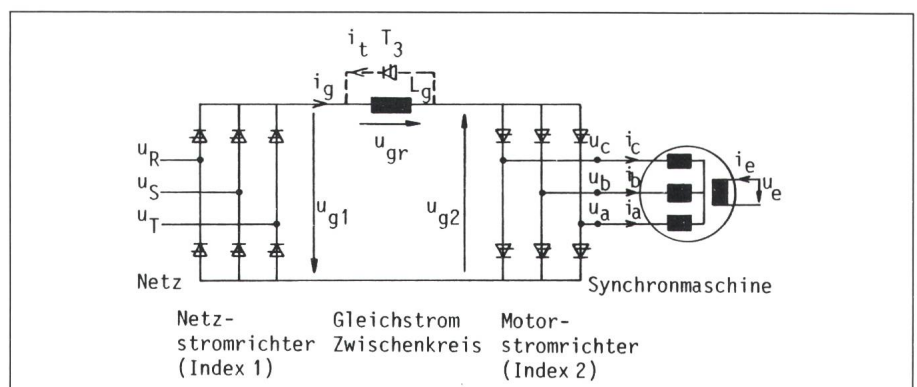 i_t T_3
i_g
L_g
u_gr
u_R
u_S
u_T
u_g1
u_g2
u_c i_c
u_b i_b
u_a i_a
i_e
u_e
Netz
Synchronmaschine
Netz-
stromrichter
(Index 1)
Gleichstrom
Zwischenkreis
Motor-
stromrichter
(Index 2)